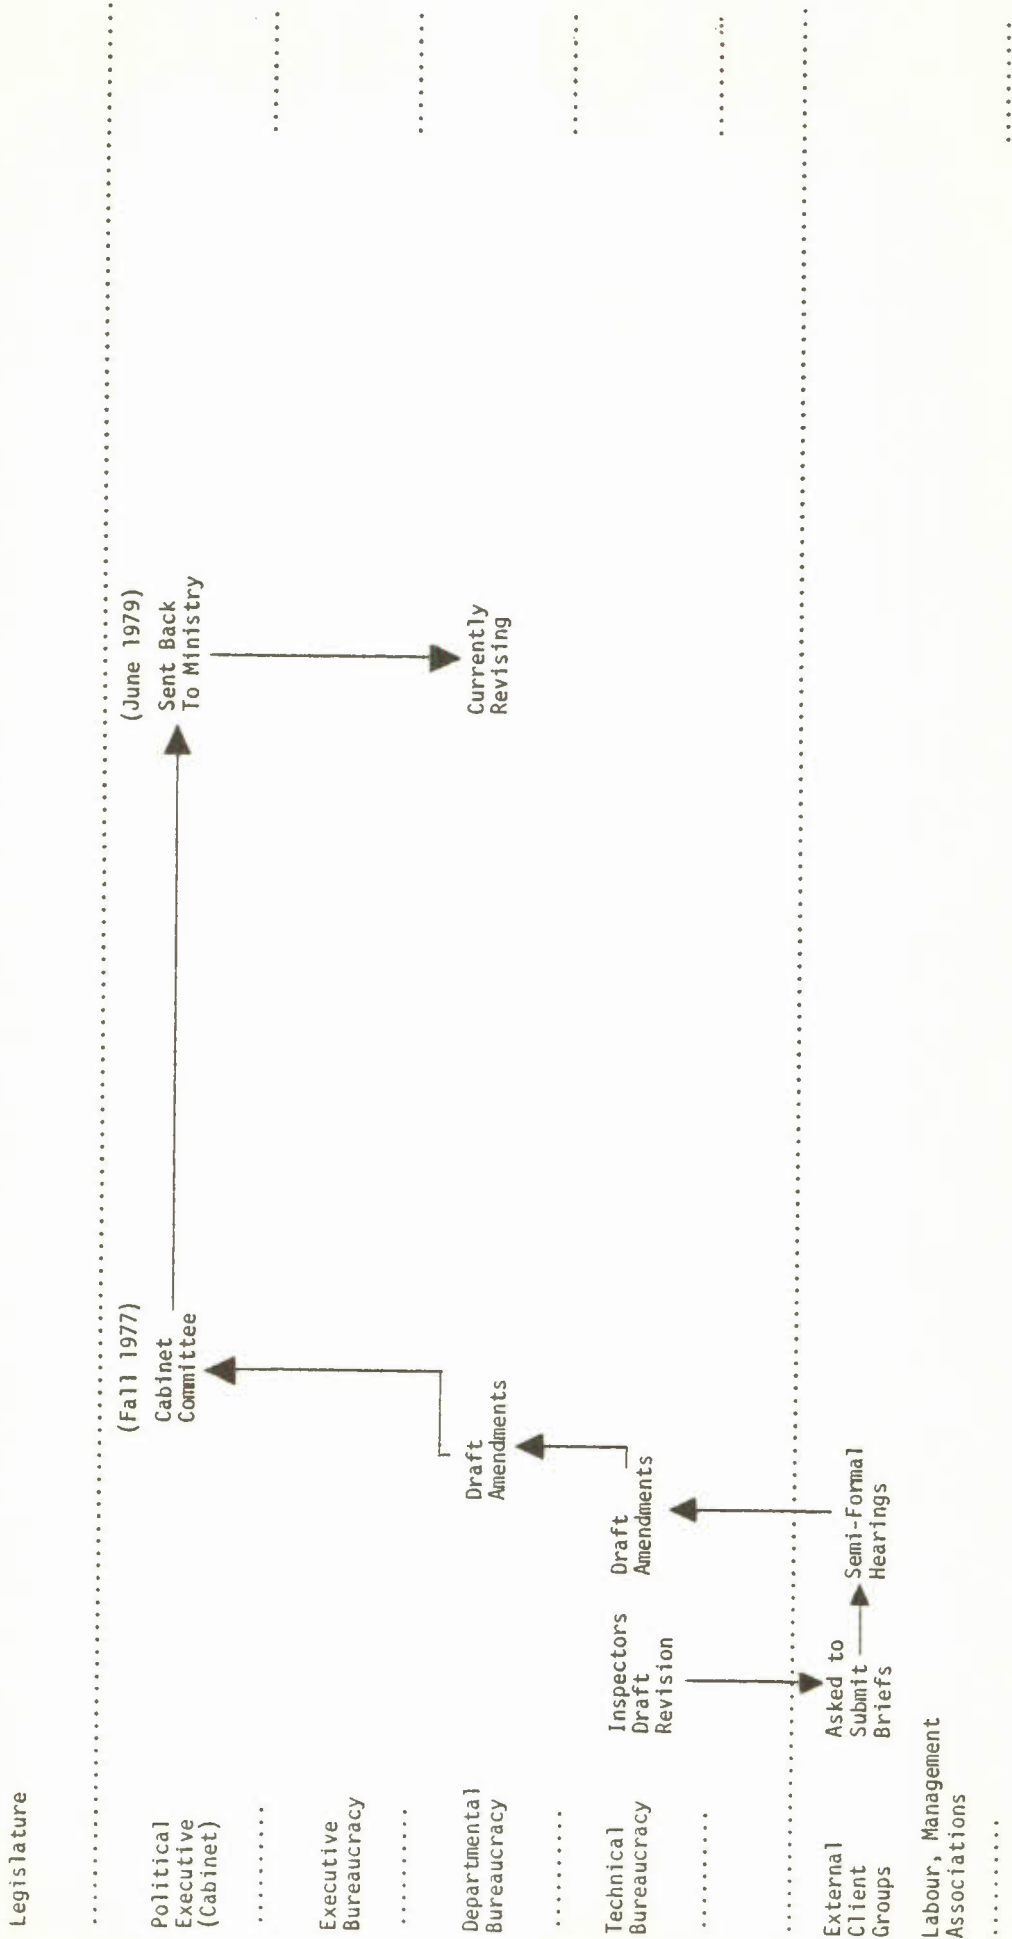 Legislature
Political
Executive
(Cabinet)
(Fall 1977)
Cabinet
Committee
(June 1979)
Sent Back
To Ministry
Executive
Bureaucracy
Departmental
Bureaucracy
Draft
Amendments
Currently
Revising
Technical
Bureaucracy
Inspectors
Draft
Revision
Draft
Amendments
External
Client
Groups
Asked to
Submit
Briefs
Semi-Formal
Hearings
Labour, Management
Associations